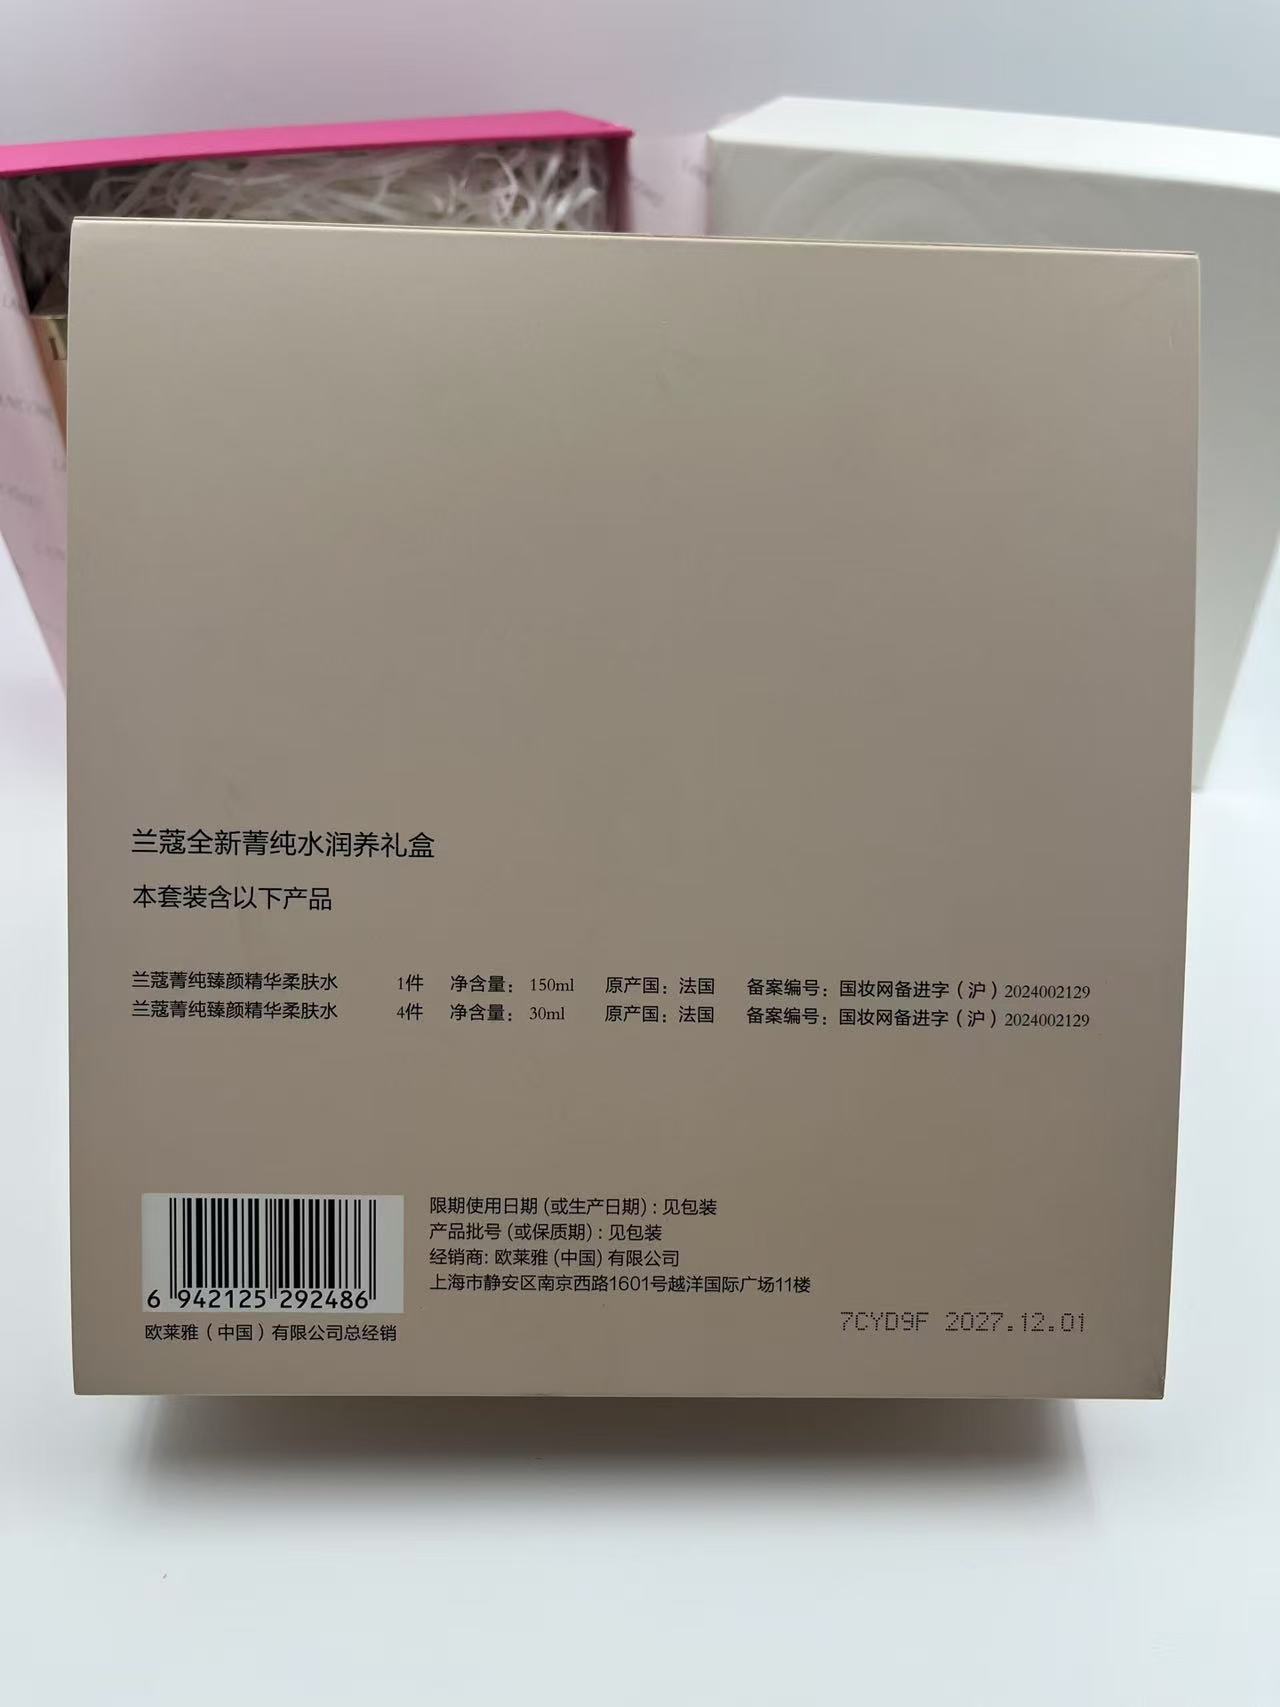 兰蔻全新菁纯水润养礼盒
本套装含以下产品
兰蔻菁纯臻颜精华柔肤水 1件 净含量: 150ml 原产国: 法国 备案编号: 国妆网备进字(沪)2024002129
兰蔻菁纯臻颜精华柔肤水 4件 净含量: 30ml 原产国: 法国 备案编号: 国妆网备进字(沪)2024002129
限期使用日期(或生产日期): 见包装
产品批号(或保质期): 见包装
经销商: 欧莱雅(中国)有限公司
上海市静安区南京西路1601号越洋国际广场11楼
6 942125 292486
欧莱雅(中国)有限公司总经销
7CYD9F 2027.12.01